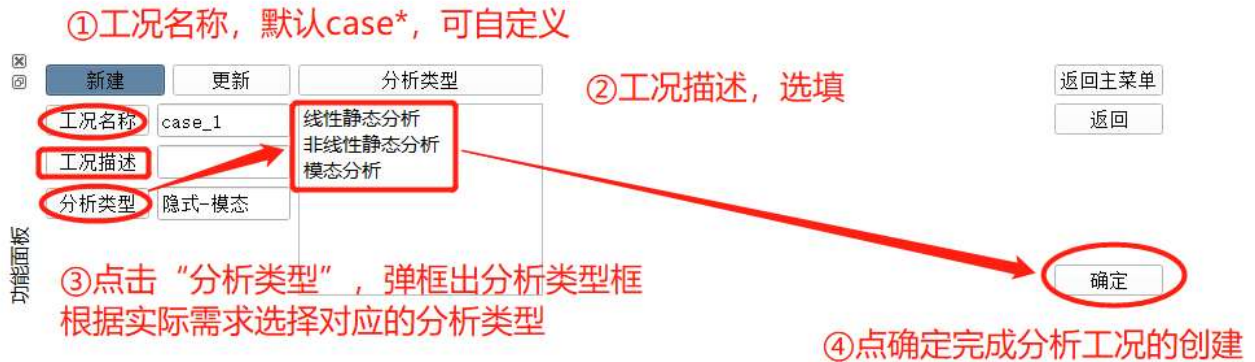 ①工况名称，默认case*，可自定义
新建 更新 分析类型
②工况描述，选填
返回主菜单
工况名称 case_1
线性静态分析
非线性静态分析
模态分析
返回
工况描述
分析类型 隐式-模态
功能面板
③点击“分析类型”，弹框出分析类型框
根据实际需求选择对应的分析类型
确定
④点确定完成分析工况的创建